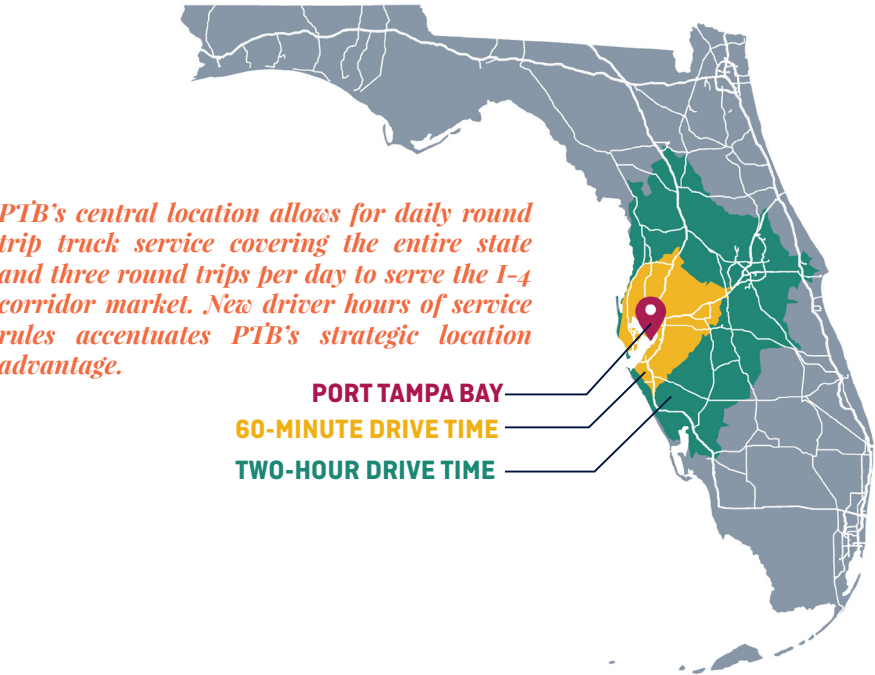 PTB's central location allows for daily round
trip truck service covering the entire state
and three round trips per day to serve the I-4
corridor market. New driver hours of service
rules accentuates PTB's strategic location
advantage.
PORT TAMPA BAY
60-MINUTE DRIVE TIME
TWO-HOUR DRIVE TIME